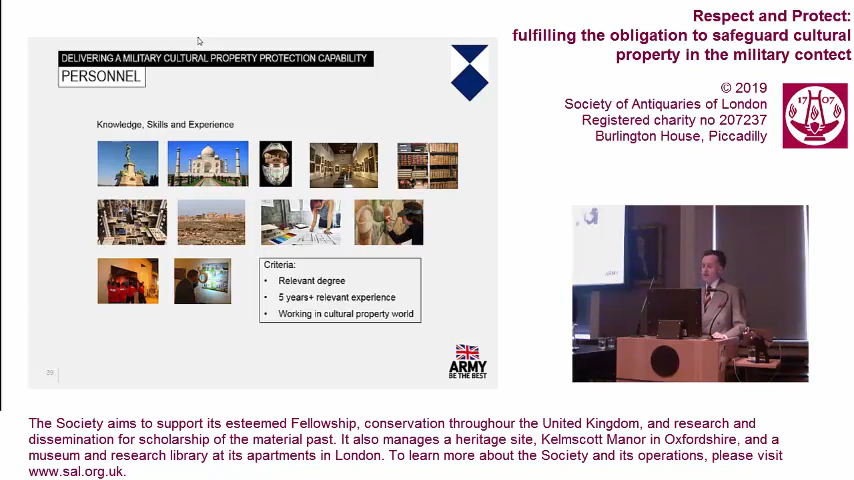 Respect and Protect:
fulfilling the obligation to safeguard cultural
property in the military contect
© 2019
Society of Antiquaries of London
Registered charity no 207237
Burlington House, Piccadilly
17 07
DELIVERING A MILITARY CULTURAL PROPERTY PROTECTION CAPABILITY
PERSONNEL
Knowledge, Skills and Experience
Criteria:
• Relevant degree
• 5 years+ relevant experience
• Working in cultural property world
ARMY
BE THE BEST
The Society aims to support its esteemed Fellowship, conservation throughour the United Kingdom, and research and
dissemination for scholarship of the material past. It also manages a heritage site, Kelmscott Manor in Oxfordshire, and a
museum and research library at its apartments in London. To learn more about the Society and its operations, please visit
www.sal.org.uk.